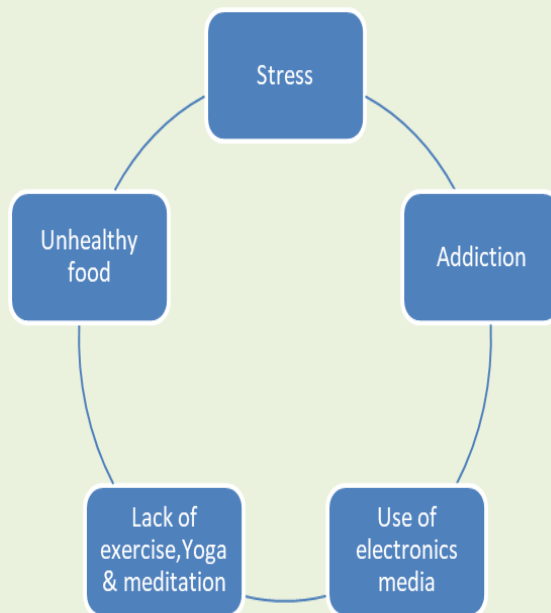 Stress
Addiction
Use of
electronics
media
Lack of
exercise,Yoga
& meditation
Unhealthy
food